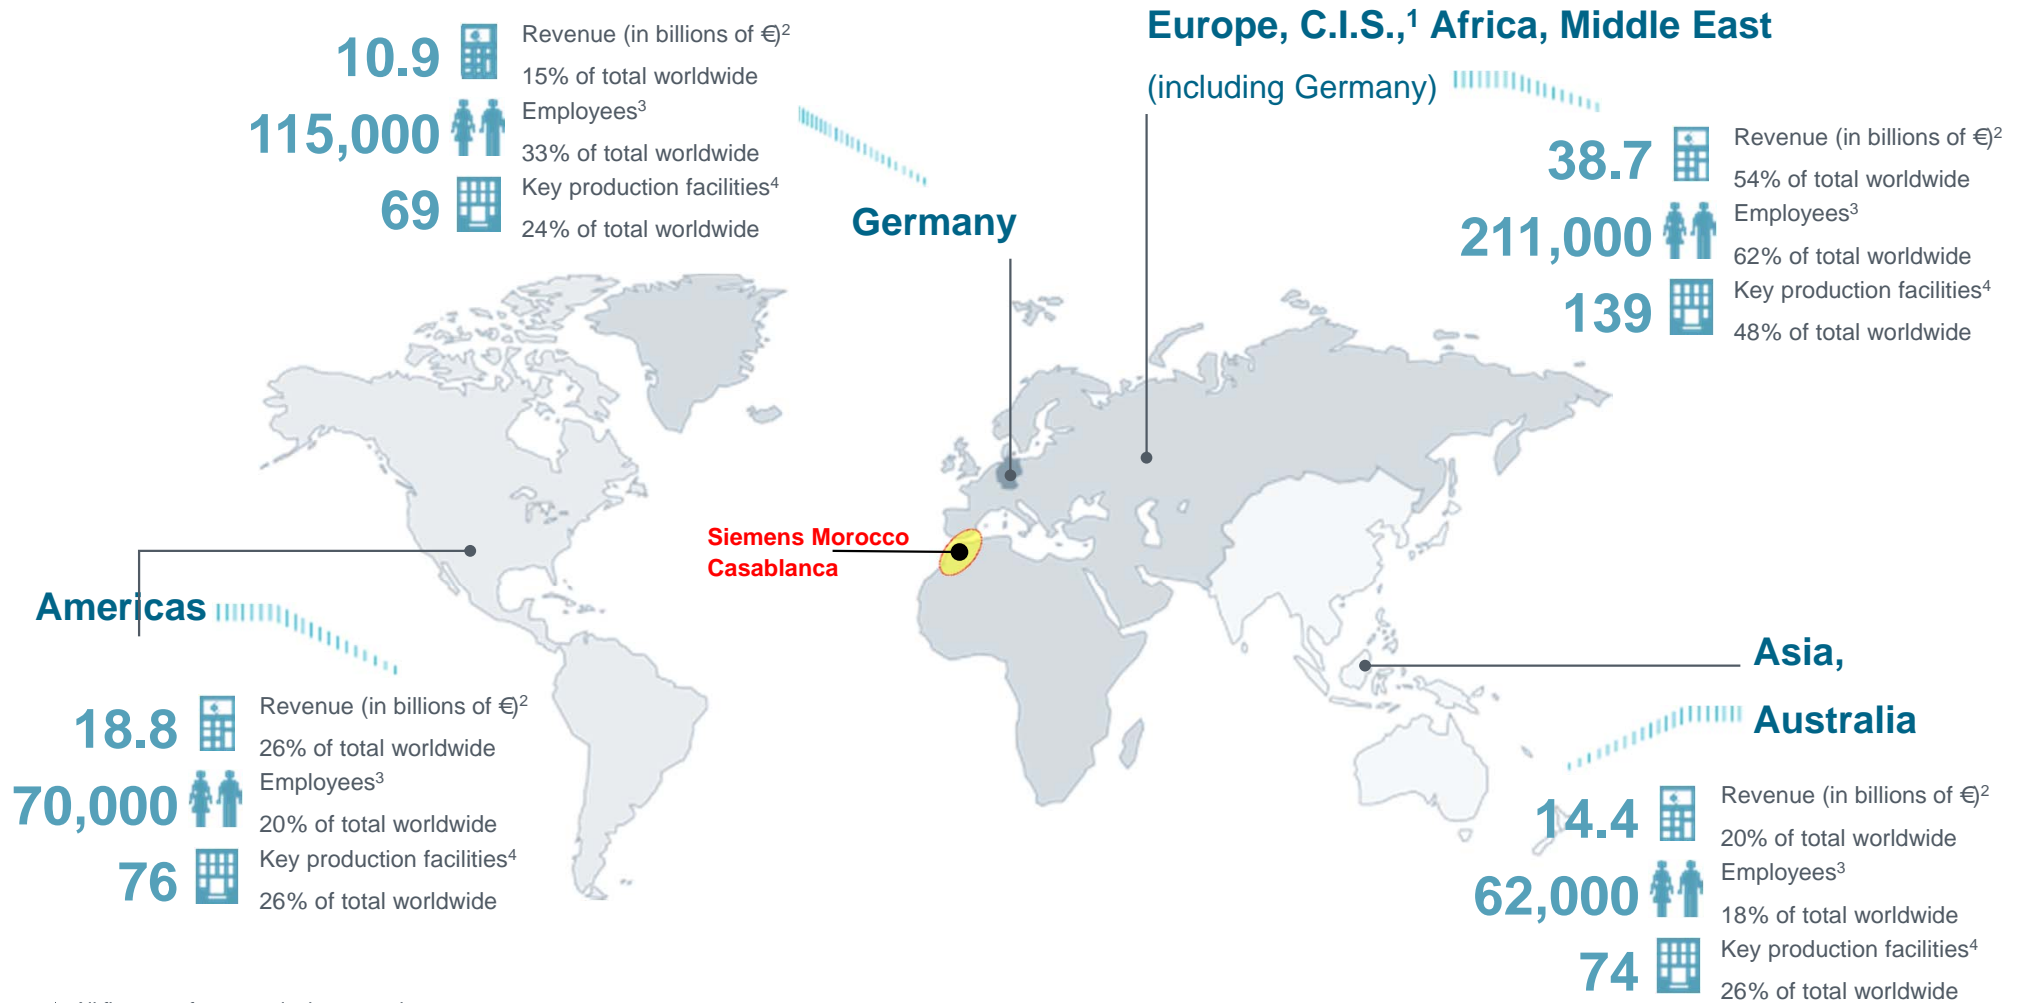 10.9
Revenue (in billions of €)2
15% of total worldwide
115,000
Employees3
33% of total worldwide
69
Key production facilities4
24% of total worldwide
Germany
Europe, C.I.S.,1 Africa, Middle East
(including Germany)
38.7
Revenue (in billions of €)2
54% of total worldwide
211,000
Employees3
62% of total worldwide
139
Key production facilities4
48% of total worldwide
Siemens Morocco
Casablanca
Americas
18.8
Revenue (in billions of €)2
26% of total worldwide
70,000
Employees3
20% of total worldwide
76
Key production facilities4
26% of total worldwide
Asia,
Australia
14.4
Revenue (in billions of €)2
20% of total worldwide
62,000
Employees3
18% of total worldwide
74
Key production facilities4
26% of total worldwide